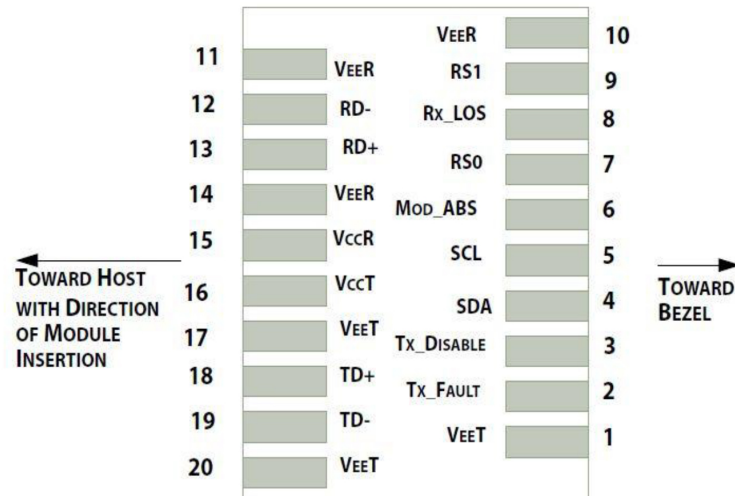 11 VEER
12 RD-
13 RD+
14 VEER
15 VCCR
16 VCCT
17 VEET
18 TD+
19 TD-
20 VEET
VEER 10
RS1 9
RX_LOS 8
RS0 7
MOD_ABS 6
SCL 5
SDA 4
TX_DISABLE 3
TX_FAULT 2
VEET 1
TOWARD HOST
WITH DIRECTION
OF MODULE
INSERTION
TOWARD
BEZEL